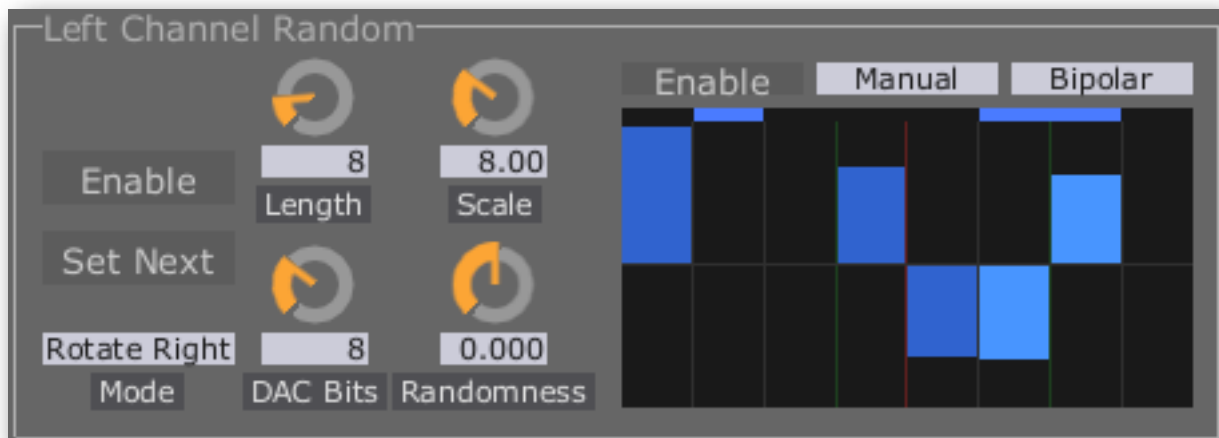 Left Channel Random
Enable Manual Bipolar
8 8.00
Enable
Length Scale
Set Next
Rotate Right 8 0.000
Mode DAC Bits Randomness